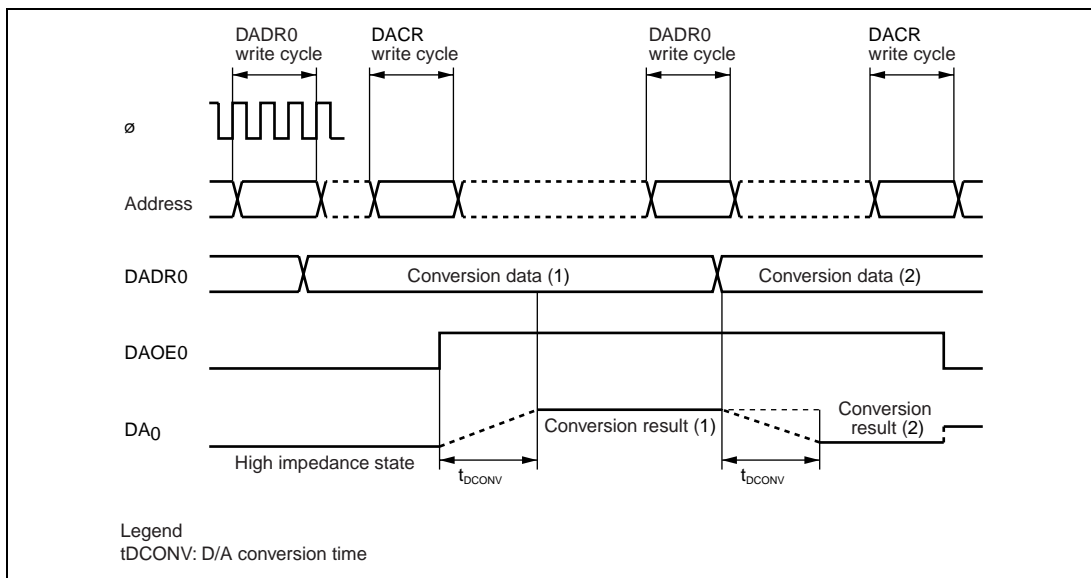 DADR0
write cycle
DACR
write cycle
DADR0
write cycle
DACR
write cycle
ø
Address
DADR0
Conversion data (1)
Conversion data (2)
DAOE0
DA0
Conversion result (1)
Conversion
result (2)
High impedance state
tDCONV
tDCONV
Legend
tDCONV: D/A conversion time